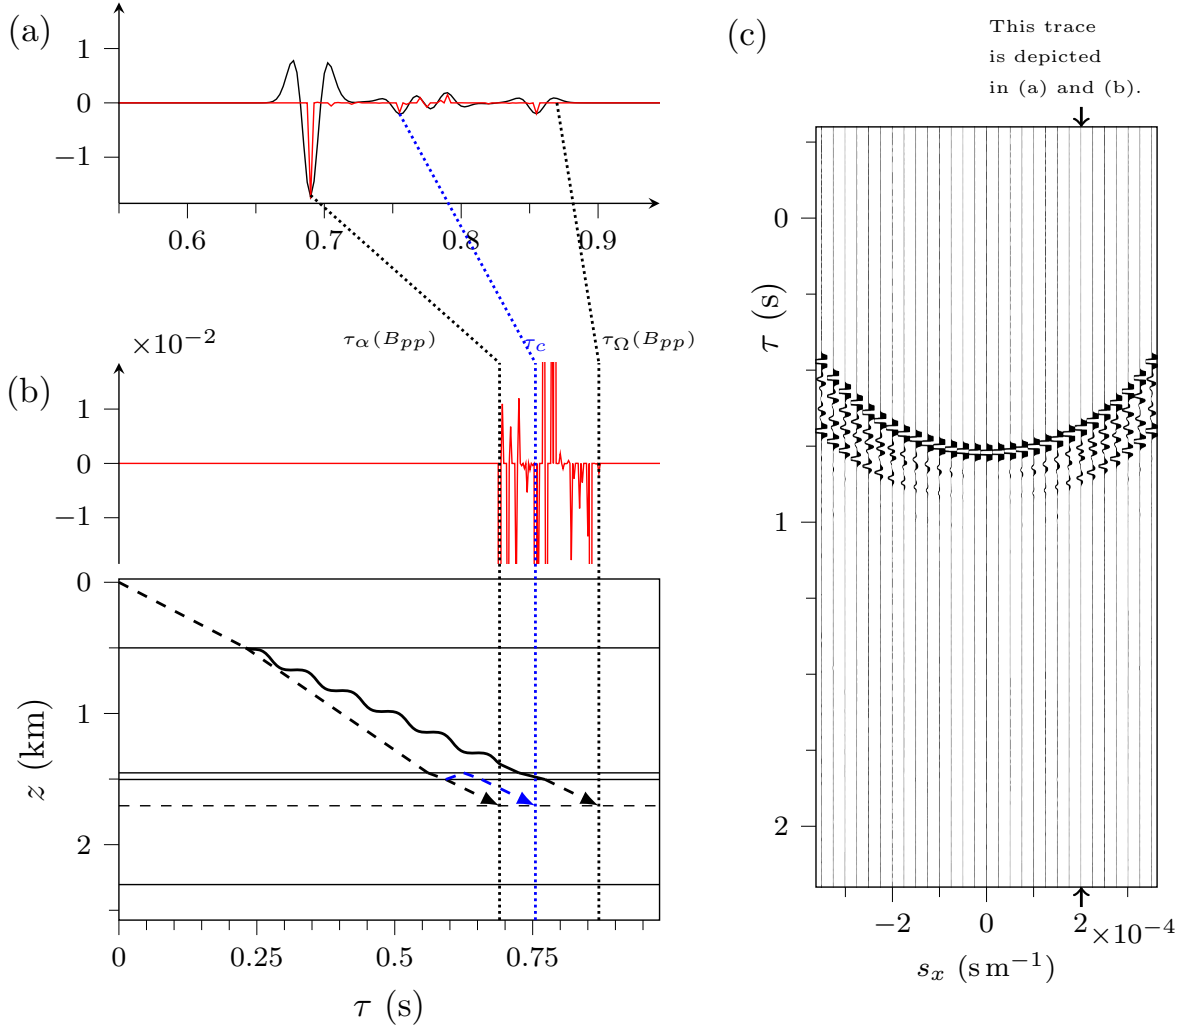 (a)
1
0
−1
0.6
0.7
0.8
0.9
τα(Bpp)
τc
τΩ(Bpp)
×10−2
(b)
1
0
−1
0
1
2
z (km)
0
0.25
0.5
0.75
τ (s)
(c)
This trace
is depicted
in (a) and (b).
0
1
2
τ (s)
−2
0
2
×10−4
sx (s m−1)